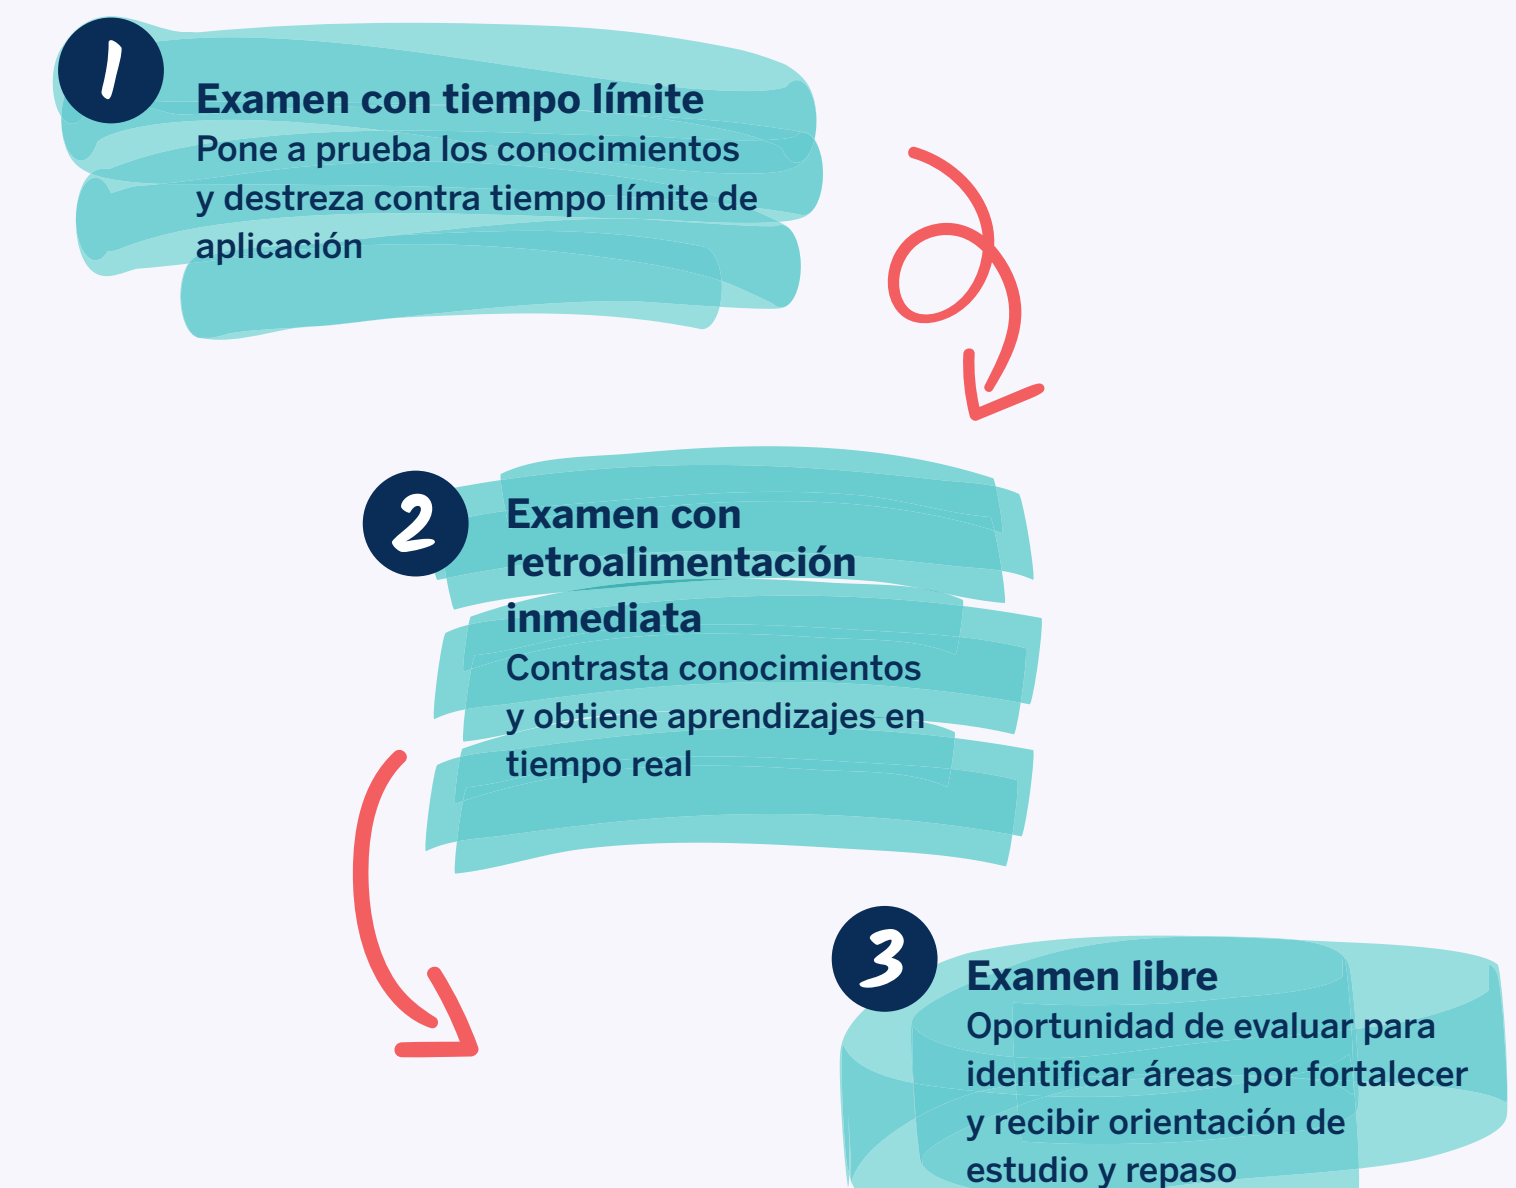 1
Examen con tiempo límite
Pone a prueba los conocimientos
y destreza contra tiempo límite de
aplicación
2
Examen con
retroalimentación
inmediata
Contrasta conocimientos
y obtiene aprendizajes en
tiempo real
3
Examen libre
Oportunidad de evaluar para
identificar áreas por fortalecer
y recibir orientación de
estudio y repaso